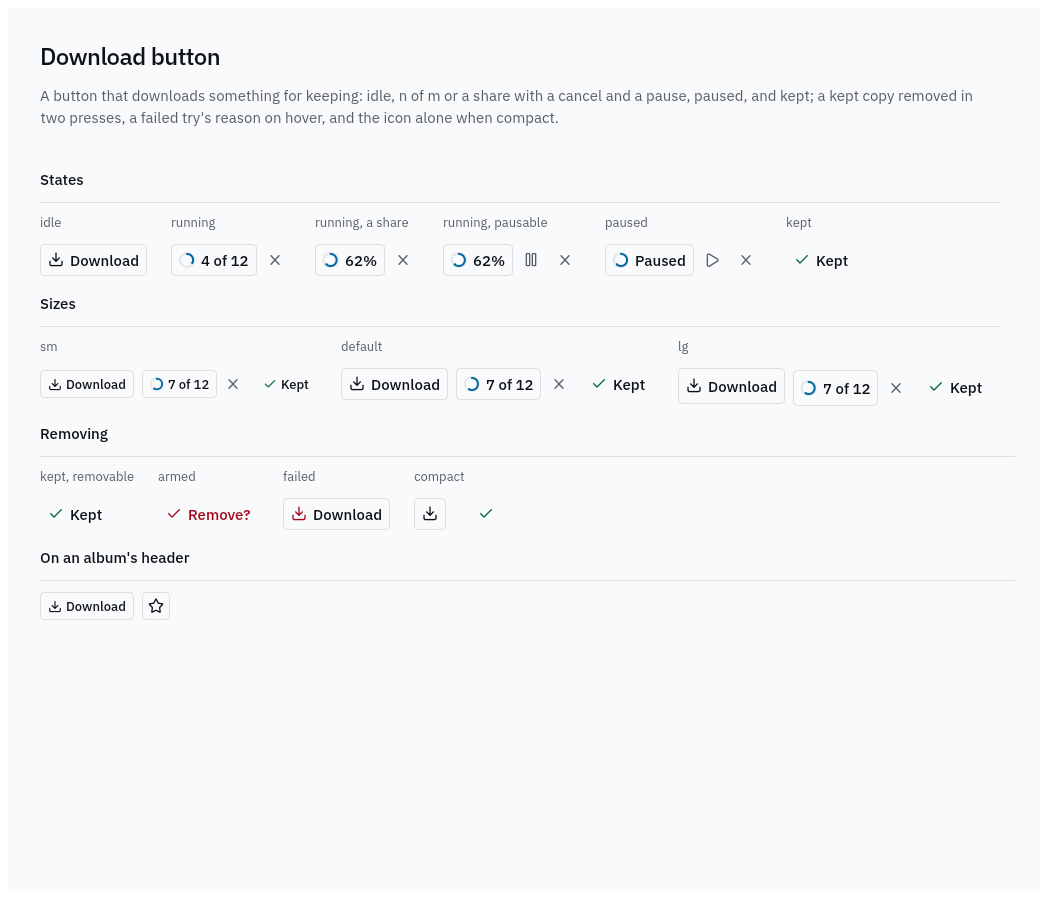 Download button
A button that downloads something for keeping: idle, n of m or a share with a cancel and a pause, paused, and kept; a kept copy removed in
two presses, a failed try's reason on hover, and the icon alone when compact.
States
idle running running, a share running, pausable paused kept
Download 4 of 12 62% 62% Paused Kept
Sizes
sm default lg
Download 7 of 12 Kept Download 7 of 12 Kept Download 7 of 12 Kept
Removing
kept, removable armed failed compact
Kept Remove? Download
On an album's header
Download